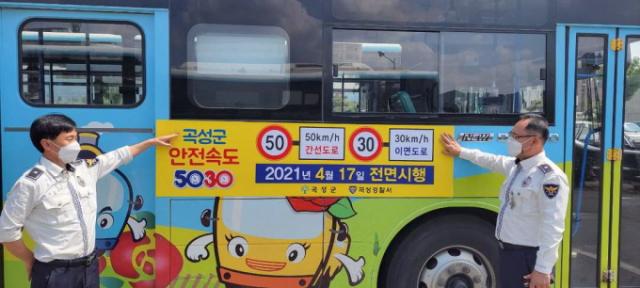 곡성군
안전속도
5030
50
50km/h
간선도로
30
30km/h
이면도로
2021년 4월 17일 전면시행
곡성군
곡성경찰서
NEW